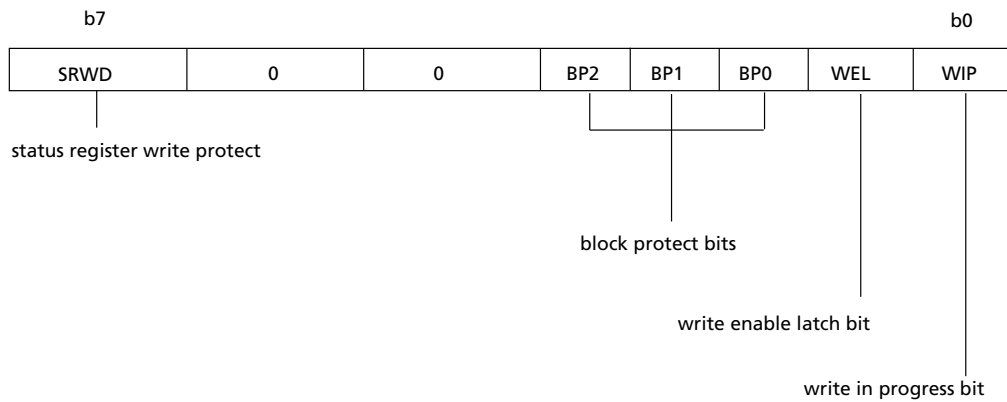 b7 b0
SRWD 0 0 BP2 BP1 BP0 WEL WIP
status register write protect
block protect bits
write enable latch bit
write in progress bit